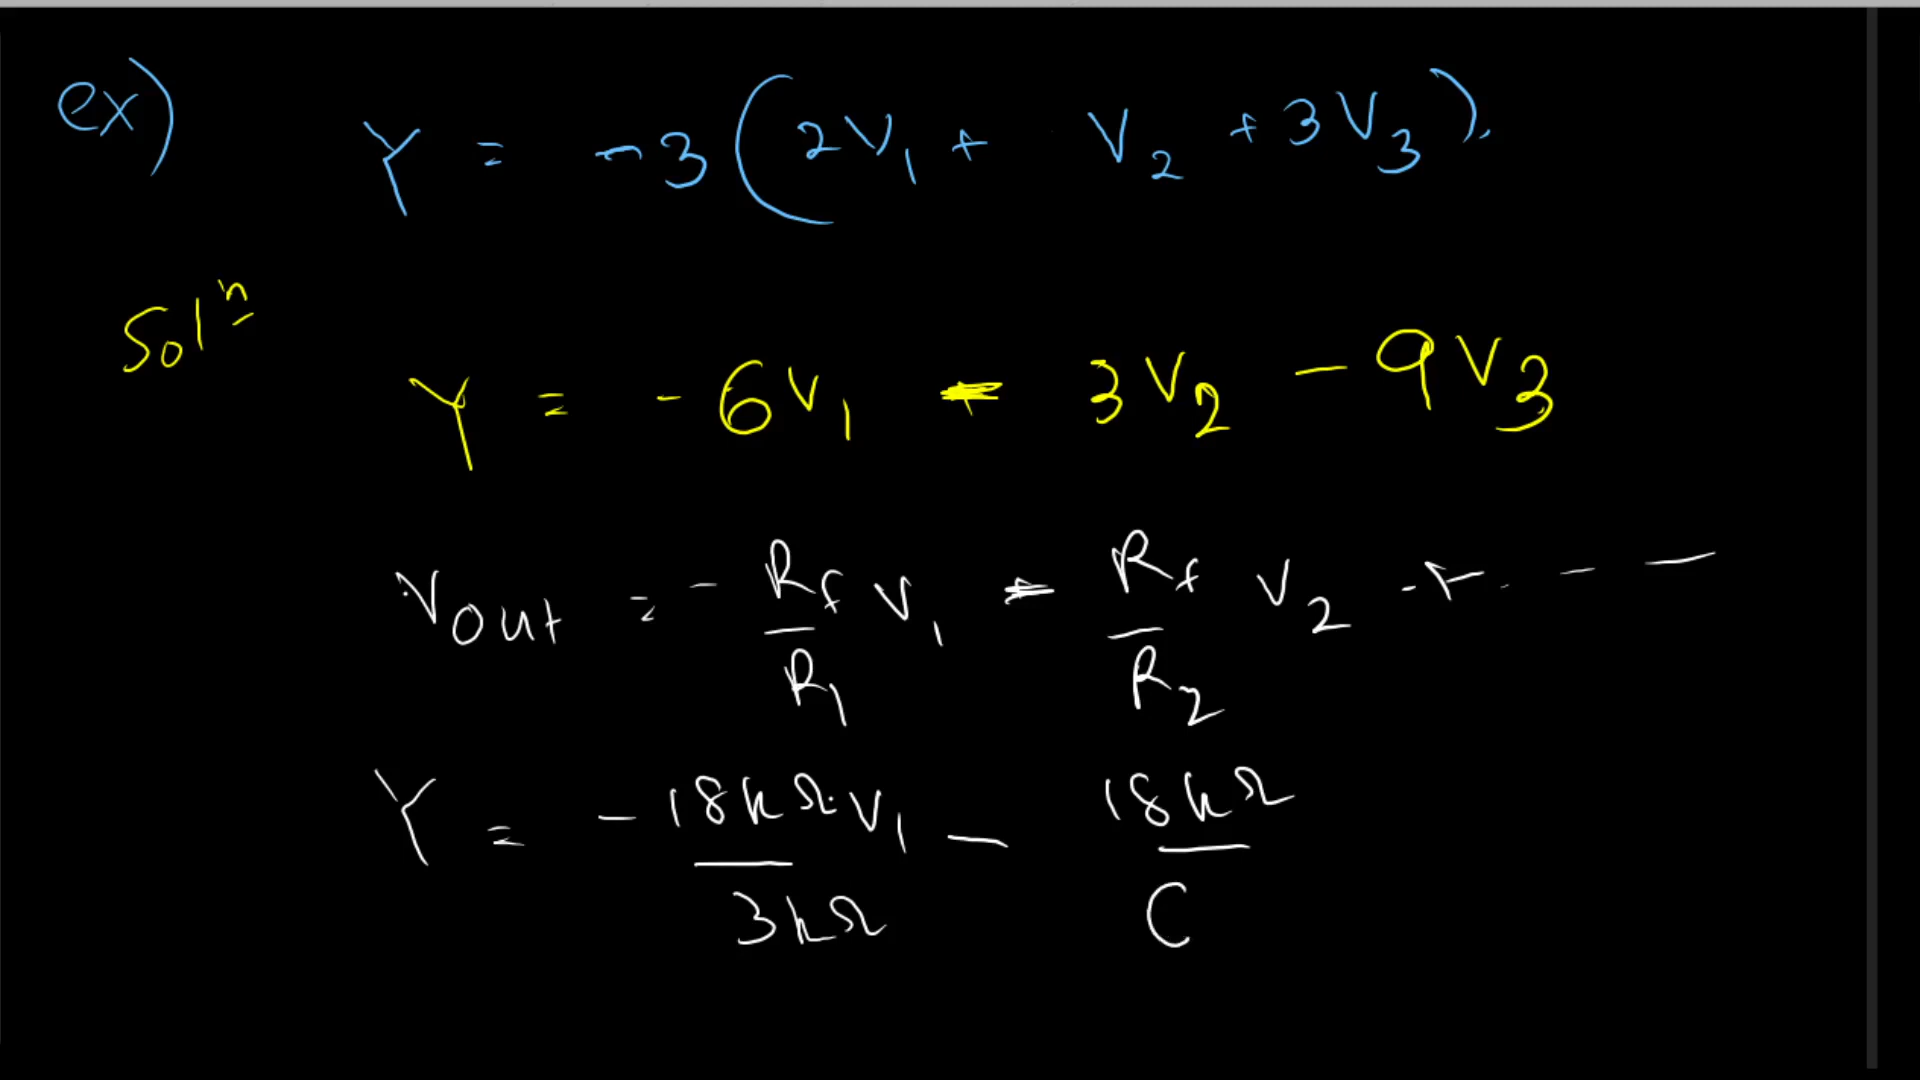 ex) Y = -3(2V₁ + V₂ + 3V₃).
Solⁿ
Y = -6V₁ - 3V₂ - 9V₃
Vout = - Rf/R₁ V₁ - Rf/R₂ V₂ - + - - —
Y = - 18kΩ/3kΩ . V₁ - 18kΩ/C